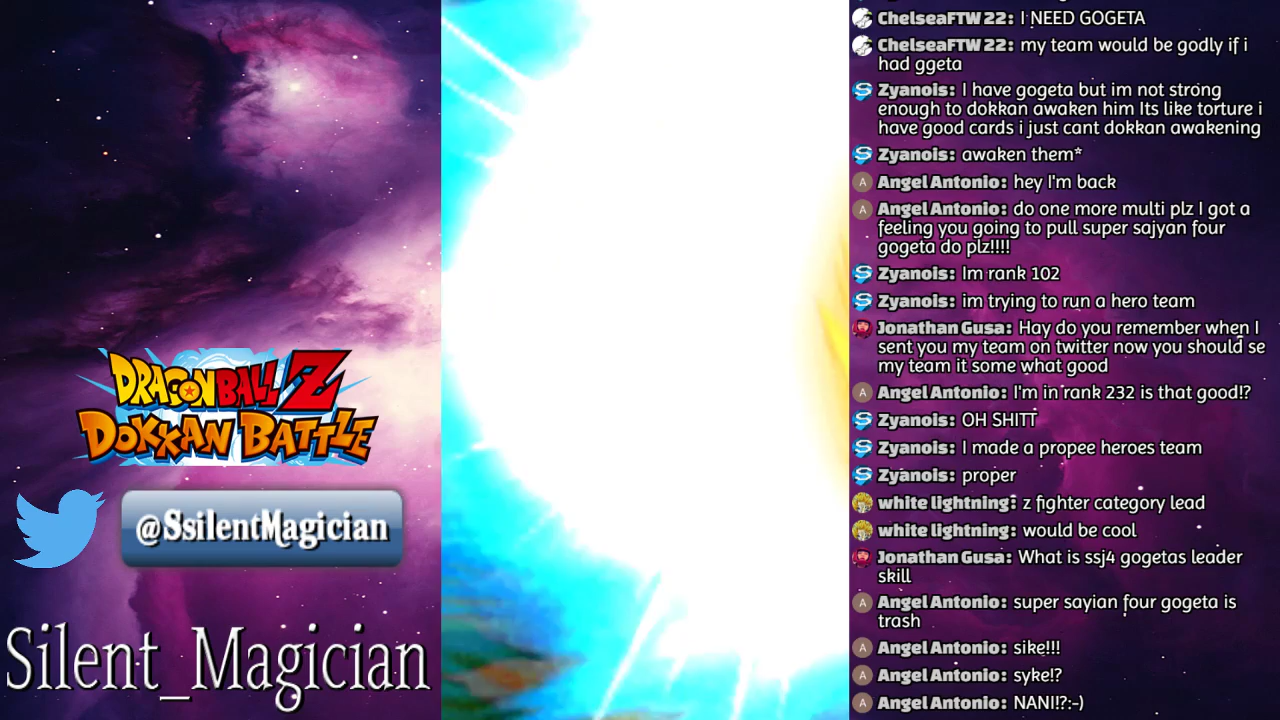 DRAGONBALL Z
DOKKAN BATTLE
@SsilentMagician
Silent_Magician
ChelseaFTW 22: I NEED GOGETA
ChelseaFTW 22: my team would be godly if i
had ggeta
Zyanois: I have gogeta but im not strong
enough to dokkan awaken him Its like torture i
have good cards i just cant dokkan awakening
Zyanois: awaken them*
Angel Antonio: hey I'm back
Angel Antonio: do one more multi plz I got a
feeling you going to pull super sajyan four
gogeta do plz!!!!
Zyanois: Im rank 102
Zyanois: im trying to run a hero team
Jonathan Gusa: Hay do you remember when I
sent you my team on twitter now you should se
my team it some what good
Angel Antonio: I'm in rank 232 is that good!?
Zyanois: OH SHITT
Zyanois: I made a propee heroes team
Zyanois: proper
white lightning: z fighter category lead
white lightning: would be cool
Jonathan Gusa: What is ssj4 gogetas leader
skill
Angel Antonio: super sayian four gogeta is
trash
Angel Antonio: sike!!!
Angel Antonio: syke!?
Angel Antonio: NANI!?:-)